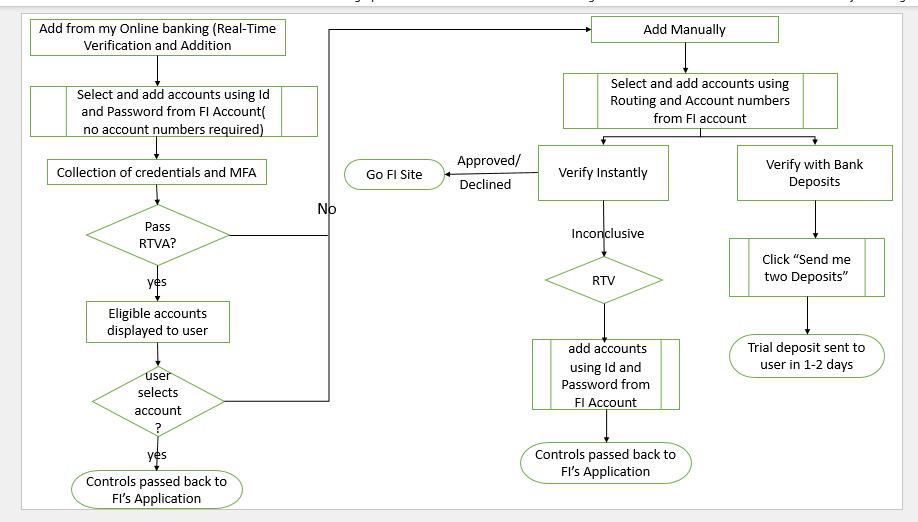 Add from my Online banking (Real-Time
Verification and Addition
Select and add accounts using Id
and Password from FI Account(
no account numbers required)
Collection of credentials and MFA
Pass
RTVA?
No
yes
Eligible accounts
displayed to user
user
selects
account
?
yes
Controls passed back to
FI's Application
Add Manually
Select and add accounts using
Routing and Account numbers
from FI account
Go FI Site
Approved/
Declined
Verify Instantly
Inconclusive
RTV
add accounts
using Id and
Password from
FI Account
Controls passed back to
FI's Application
Verify with Bank
Deposits
Click “Send me
two Deposits”
Trial deposit sent to
user in 1-2 days